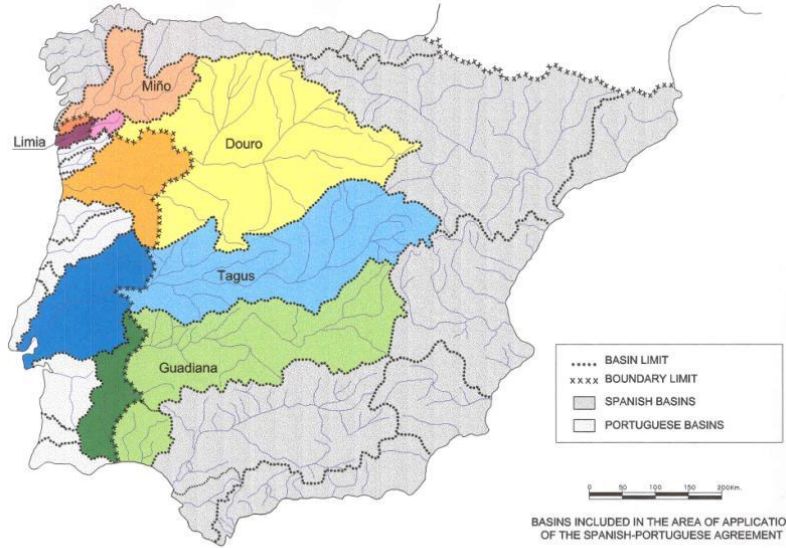 Miño
Limia
Douro
Tagus
Guadiana
BASIN LIMIT
BOUNDARY LIMIT
SPANISH BASINS
PORTUGUESE BASINS
0 50 100 150 200Km.
BASINS INCLUDED IN THE AREA OF APPLICATIO
OF THE SPANISH-PORTUGUESE AGREEMENT